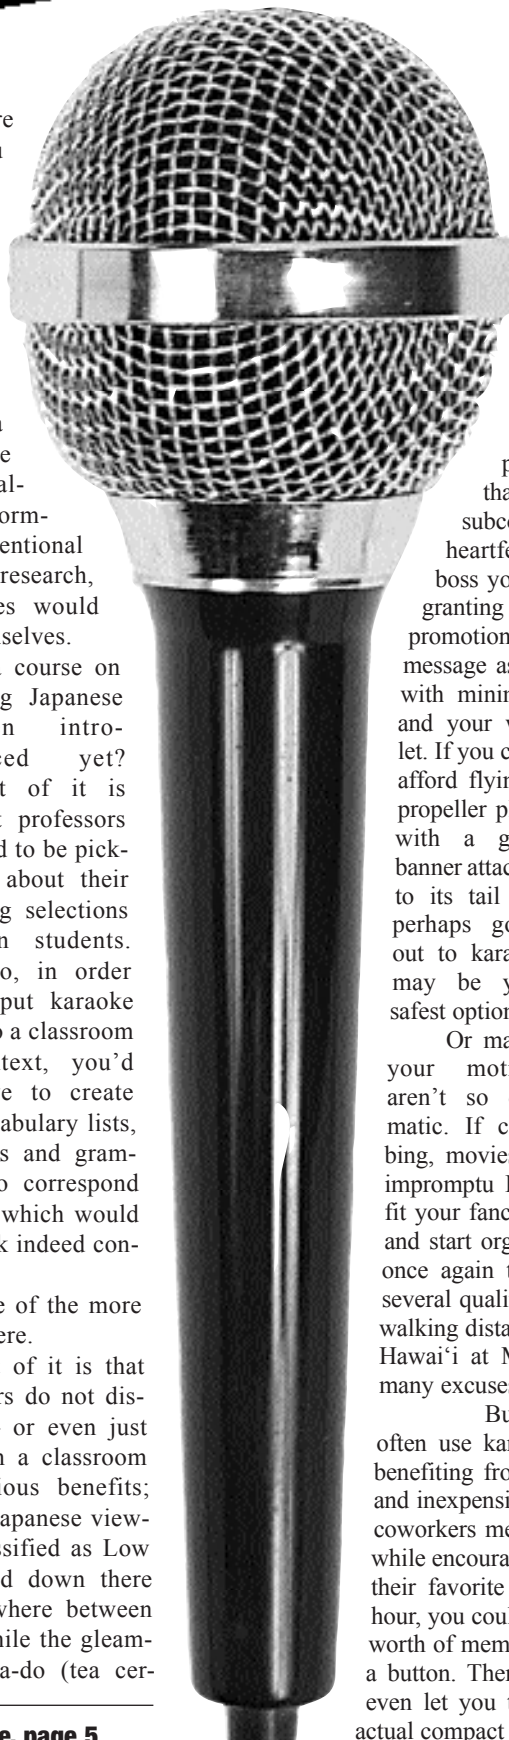 re
a
e
al-
orm-
entional
research,
es would
selves.
a course on
g Japanese
n intro-
ced yet?
t of it is
t professors
d to be pick-
about their
g selections
n students.
o, in order
put karaoke
o a classroom
text, you'd
e to create
abulary lists,
s and gram-
o correspond
which would
k indeed con-
e of the more
ere.
of it is that
rs do not dis-
or even just
n a classroom
ious benefits;
apanese view-
ssified as Low
d down there
where between
hile the gleam-
a-do (tea cer-
e, page 5
p
tha
subco
heartfe
boss yo
granting
promotion
message as
with minin
and your v
let. If you c
afford flyin
propeller p
with a g
banner attac
to its tail
perhaps go
out to kara
may be y
safest option
Or ma
your moti
aren't so
matic. If c
bing, movies
impromptu
fit your fanc
and start org
once again t
several quali
walking dista
Hawai‘i at M
many excuses
Bu
often use kar
benefiting fro
and inexpensi
coworkers me
while encoura
their favorite
hour, you coul
worth of mem
a button. Ther
even let you t
actual compact